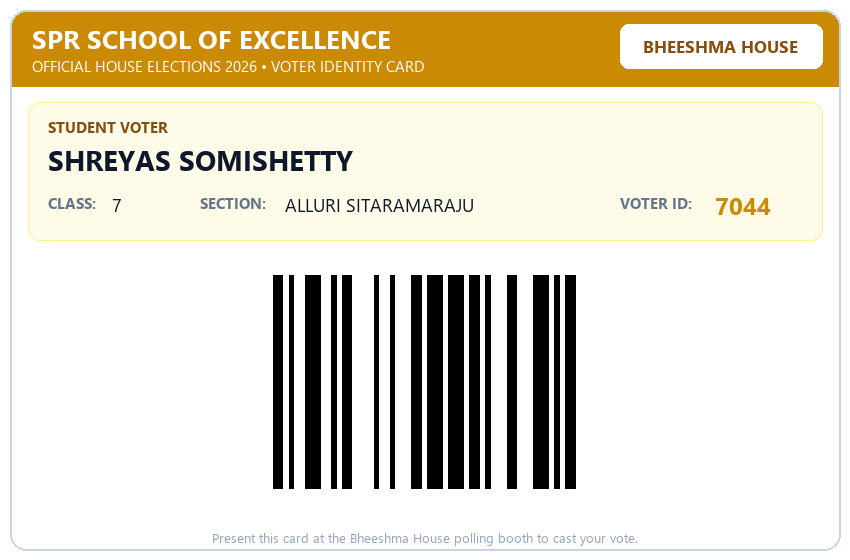 SPR SCHOOL OF EXCELLENCE
OFFICIAL HOUSE ELECTIONS 2026 • VOTER IDENTITY CARD
BHEESHMA HOUSE
STUDENT VOTER
SHREYAS SOMISHETTY
CLASS: 7 SECTION: ALLURI SITARAMARAJU VOTER ID: 7044
Present this card at the Bheeshma House polling booth to cast your vote.